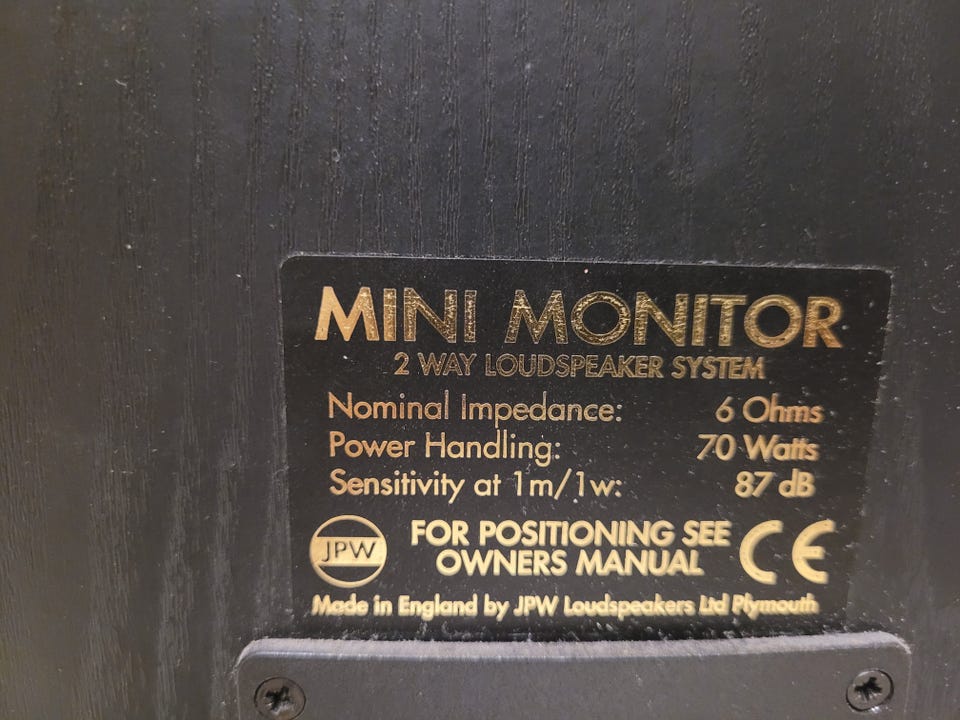 MINI MONITOR
2 WAY LOUDSPEAKER SYSTEM
Nominal Impedance: 6 Ohms
Power Handling: 70 Watts
Sensitivity at 1m/1w: 87 dB
JPW
FOR POSITIONING SEE
OWNERS MANUAL
CE
Made in England by JPW Loudspeakers Ltd Plymouth